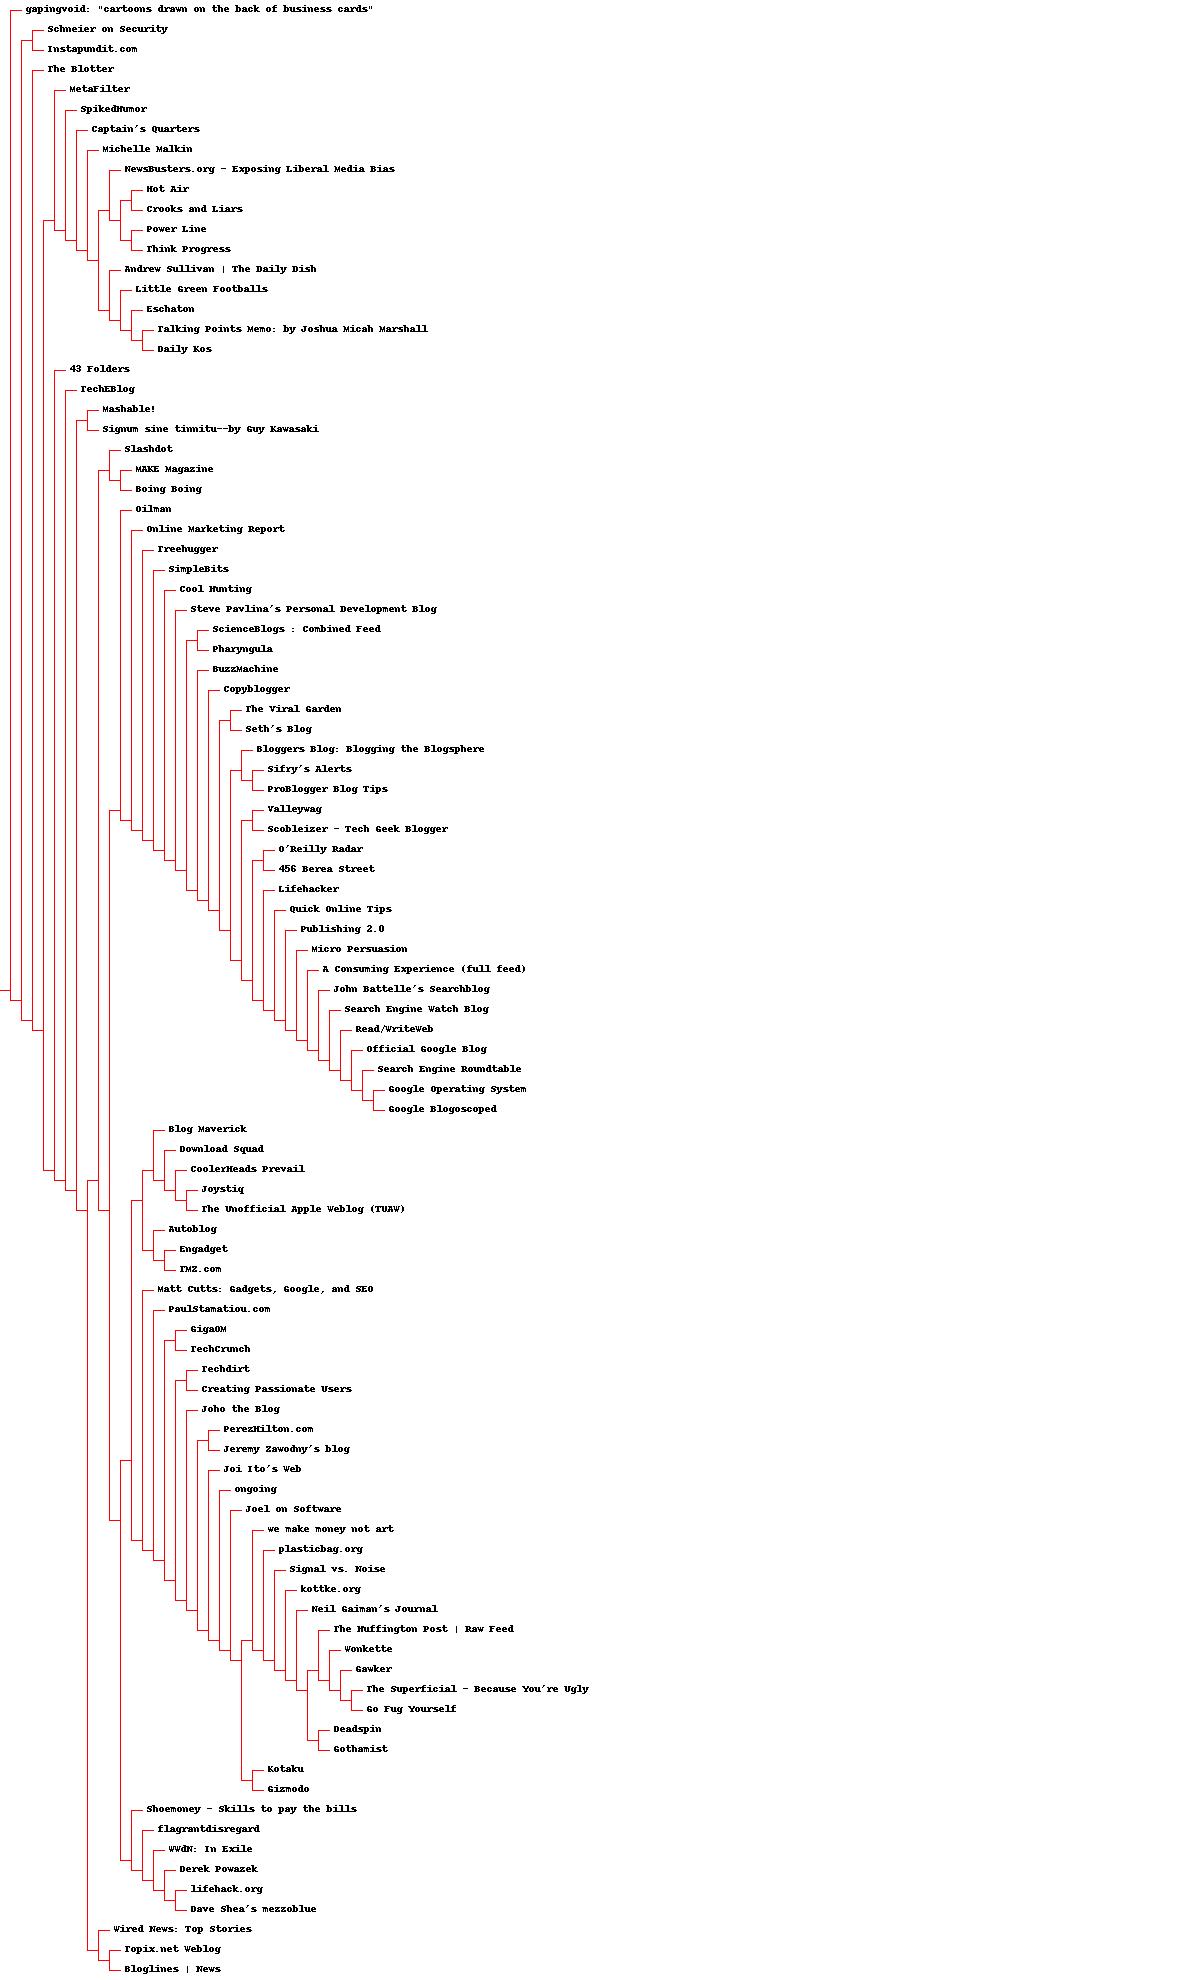 gapingvoid: "cartoons drawn on the back of business cards"
Schneier on Security
Instapundit.com
The Blotter
MetaFilter
SpikedHumor
Captain's Quarters
Michelle Malkin
NewsBusters.org - Exposing Liberal Media Bias
Hot Air
Crooks and Liars
Power Line
Think Progress
Andrew Sullivan | The Daily Dish
Little Green Footballs
Eschaton
Talking Points Memo: by Joshua Micah Marshall
Daily Kos
43 Folders
TechEBlog
Mashable!
Signum sine tinnitu--by Guy Kawasaki
Slashdot
MAKE Magazine
Boing Boing
Oilman
Online Marketing Report
Treehugger
SimpleBits
Cool Hunting
Steve Pavlina's Personal Development Blog
ScienceBlogs : Combined Feed
Pharyngula
BuzzMachine
Copyblogger
The Viral Garden
Seth's Blog
Bloggers Blog: Blogging the Blogsphere
Sifry's Alerts
ProBlogger Blog Tips
Valleywag
Scobleizer - Tech Geek Blogger
O'Reilly Radar
456 Berea Street
Lifehacker
Quick Online Tips
Publishing 2.0
Micro Persuasion
A Consuming Experience (full feed)
John Battelle's Searchblog
Search Engine Watch Blog
Read/WriteWeb
Official Google Blog
Search Engine Roundtable
Google Operating System
Google Blogoscoped
Blog Maverick
Download Squad
CoolerHeads Prevail
Joystiq
The Unofficial Apple Weblog (TUAW)
Autoblog
Engadget
TMZ.com
Matt Cutts: Gadgets, Google, and SEO
PaulStamatiou.com
GigaOM
TechCrunch
Techdirt
Creating Passionate Users
Joho the Blog
PerezHilton.com
Jeremy Zawodny's blog
Joi Ito's Web
ongoing
Joel on Software
we make money not art
plasticbag.org
Signal vs. Noise
kottke.org
Neil Gaiman's Journal
The Huffington Post | Raw Feed
Wonkette
Gawker
The Superficial - Because You're Ugly
Go Fug Yourself
Deadspin
Gothamist
Kotaku
Gizmodo
Shoemoney - Skills to pay the bills
flagrantdisregard
WWdN: In Exile
Derek Powazek
lifehack.org
Dave Shea's mezzoblue
Wired News: Top Stories
Topix.net Weblog
Bloglines | News